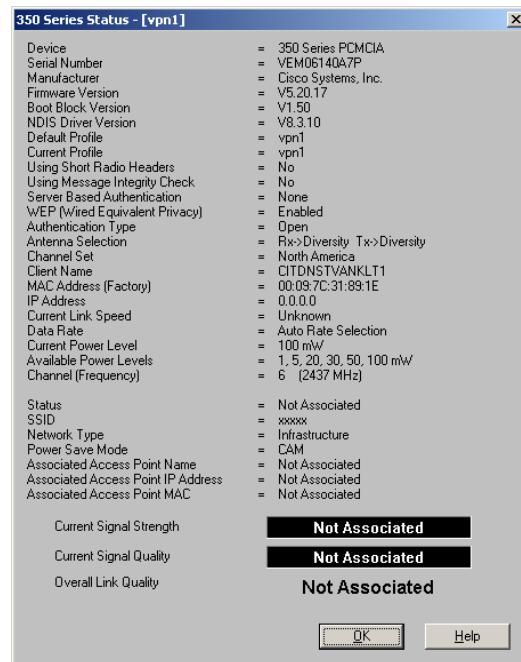 350 Series Status - [vpn1]
Device = 350 Series PCMCIA
Serial Number = VEM06140A7P
Manufacturer = Cisco Systems, Inc.
Firmware Version = V5.20.17
Boot Block Version = V1.50
NDIS Driver Version = V8.3.10
Default Profile = vpn1
Current Profile = vpn1
Using Short Radio Headers = No
Using Message Integrity Check = No
Server Based Authentication = None
WEP (Wired Equivalent Privacy) = Enabled
Authentication Type = Open
Antenna Selection = Rx->Diversity Tx->Diversity
Channel Set = North America
Client Name = CITDNSTVANKLT1
MAC Address (Factory) = 00:09:7C:31:89:1E
IP Address = 0.0.0.0
Current Link Speed = Unknown
Data Rate = Auto Rate Selection
Current Power Level = 100 mW
Available Power Levels = 1, 5, 20, 30, 50, 100 mW
Channel (Frequency) = 6 (2437 MHz)
Status = Not Associated
SSID = xxxxx
Network Type = Infrastructure
Power Save Mode = CAM
Associated Access Point Name = Not Associated
Associated Access Point IP Address = Not Associated
Associated Access Point MAC = Not Associated
Current Signal Strength Not Associated
Current Signal Quality Not Associated
Overall Link Quality Not Associated
OK Help